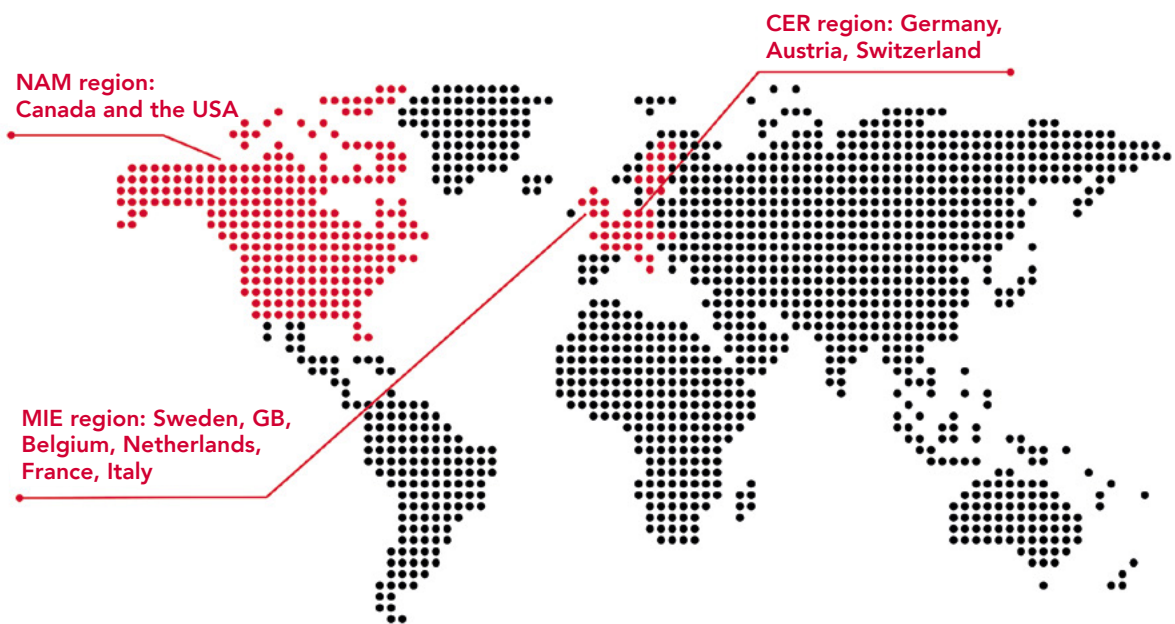 CER region: Germany,
Austria, Switzerland
NAM region:
Canada and the USA
MIE region: Sweden, GB,
Belgium, Netherlands,
France, Italy